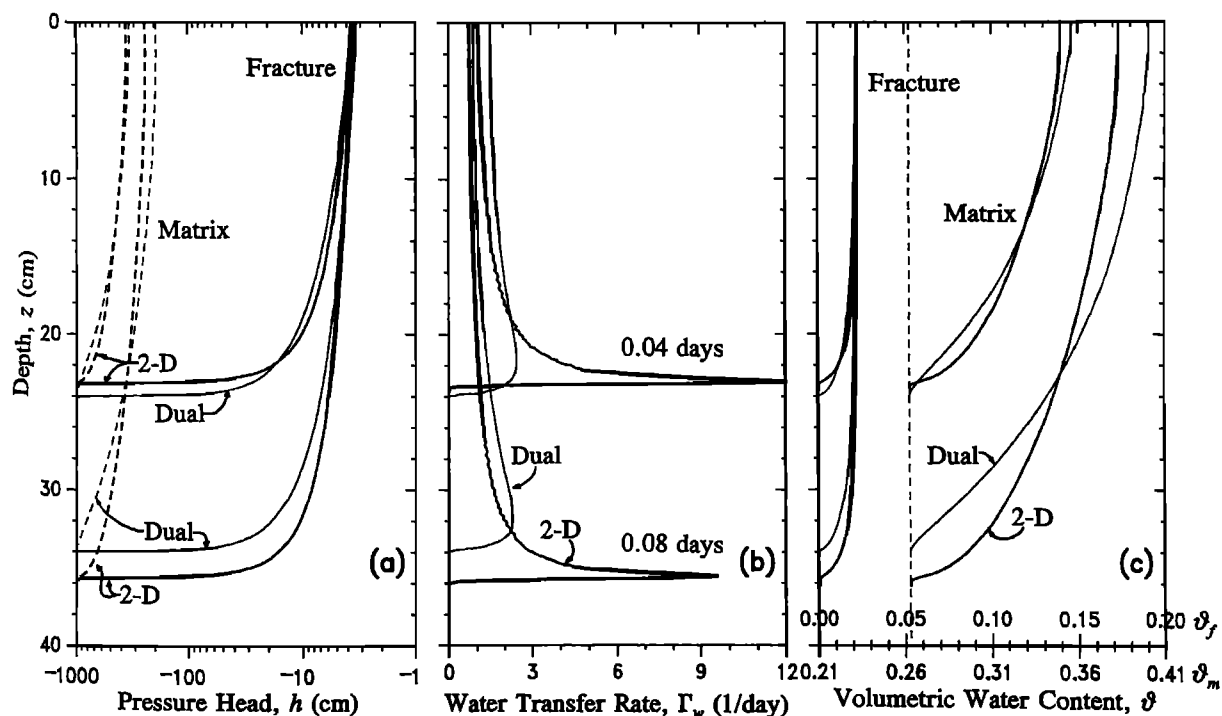 0
10
20
30
40
Depth, z (cm)
Fracture
Matrix
2-D
Dual
Dual
2-D
(a)
-1000
-100
-10
-1
Pressure Head, h (cm)
0.04 days
Dual
2-D
0.08 days
(b)
0
3
6
9
12
Water Transfer Rate, Γw (1/day)
Fracture
Matrix
Dual
2-D
(c)
0.00
0.05
0.10
0.15
0.20
ϑf
0.21
0.26
0.31
0.36
0.41
ϑm
Volumetric Water Content, ϑ